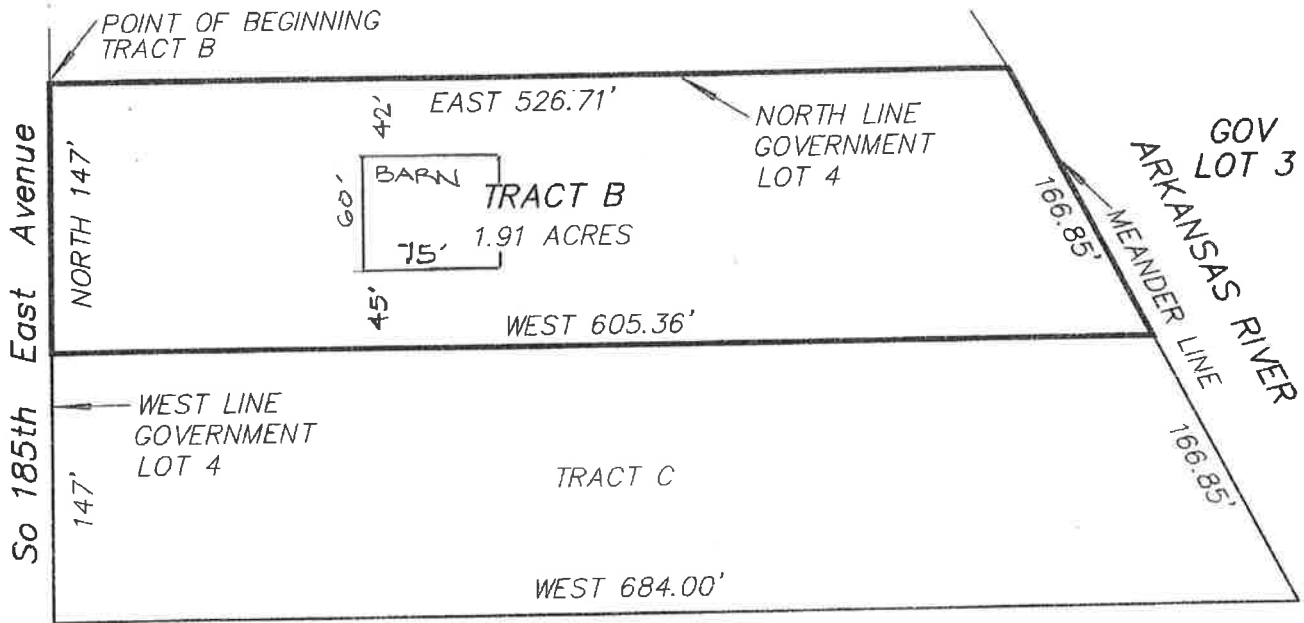 POINT OF BEGINNING
TRACT B
EAST 526.71'
NORTH LINE
GOVERNMENT
LOT 4
GOV
LOT 3
ARKANSAS RIVER
So 185th East Avenue
NORTH 147'
42'
60'
BARN
75'
45'
TRACT B
1.91 ACRES
166.85'
MEANDER LINE
WEST 605.36'
WEST LINE
GOVERNMENT
LOT 4
147'
TRACT C
166.85'
WEST 684.00'